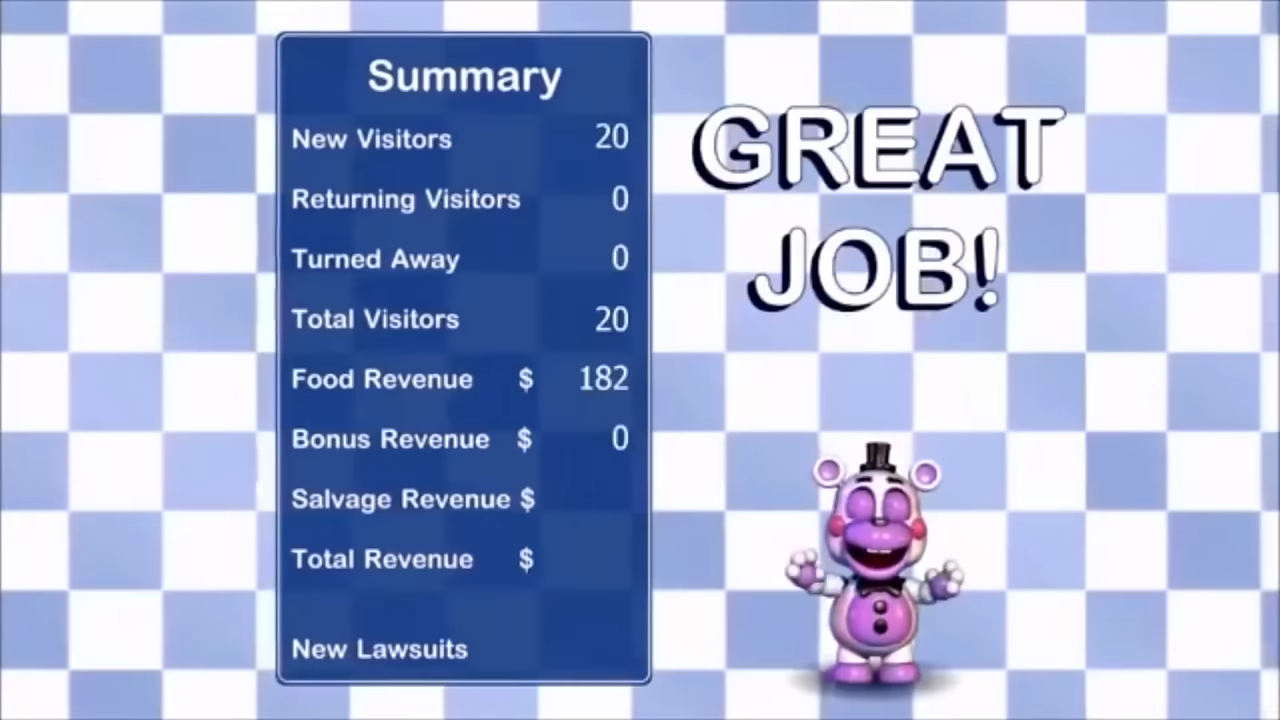 Summary
New Visitors 20
Returning Visitors 0
Turned Away 0
Total Visitors 20
Food Revenue $ 182
Bonus Revenue $ 0
Salvage Revenue $
Total Revenue $
New Lawsuits
GREAT
JOB!